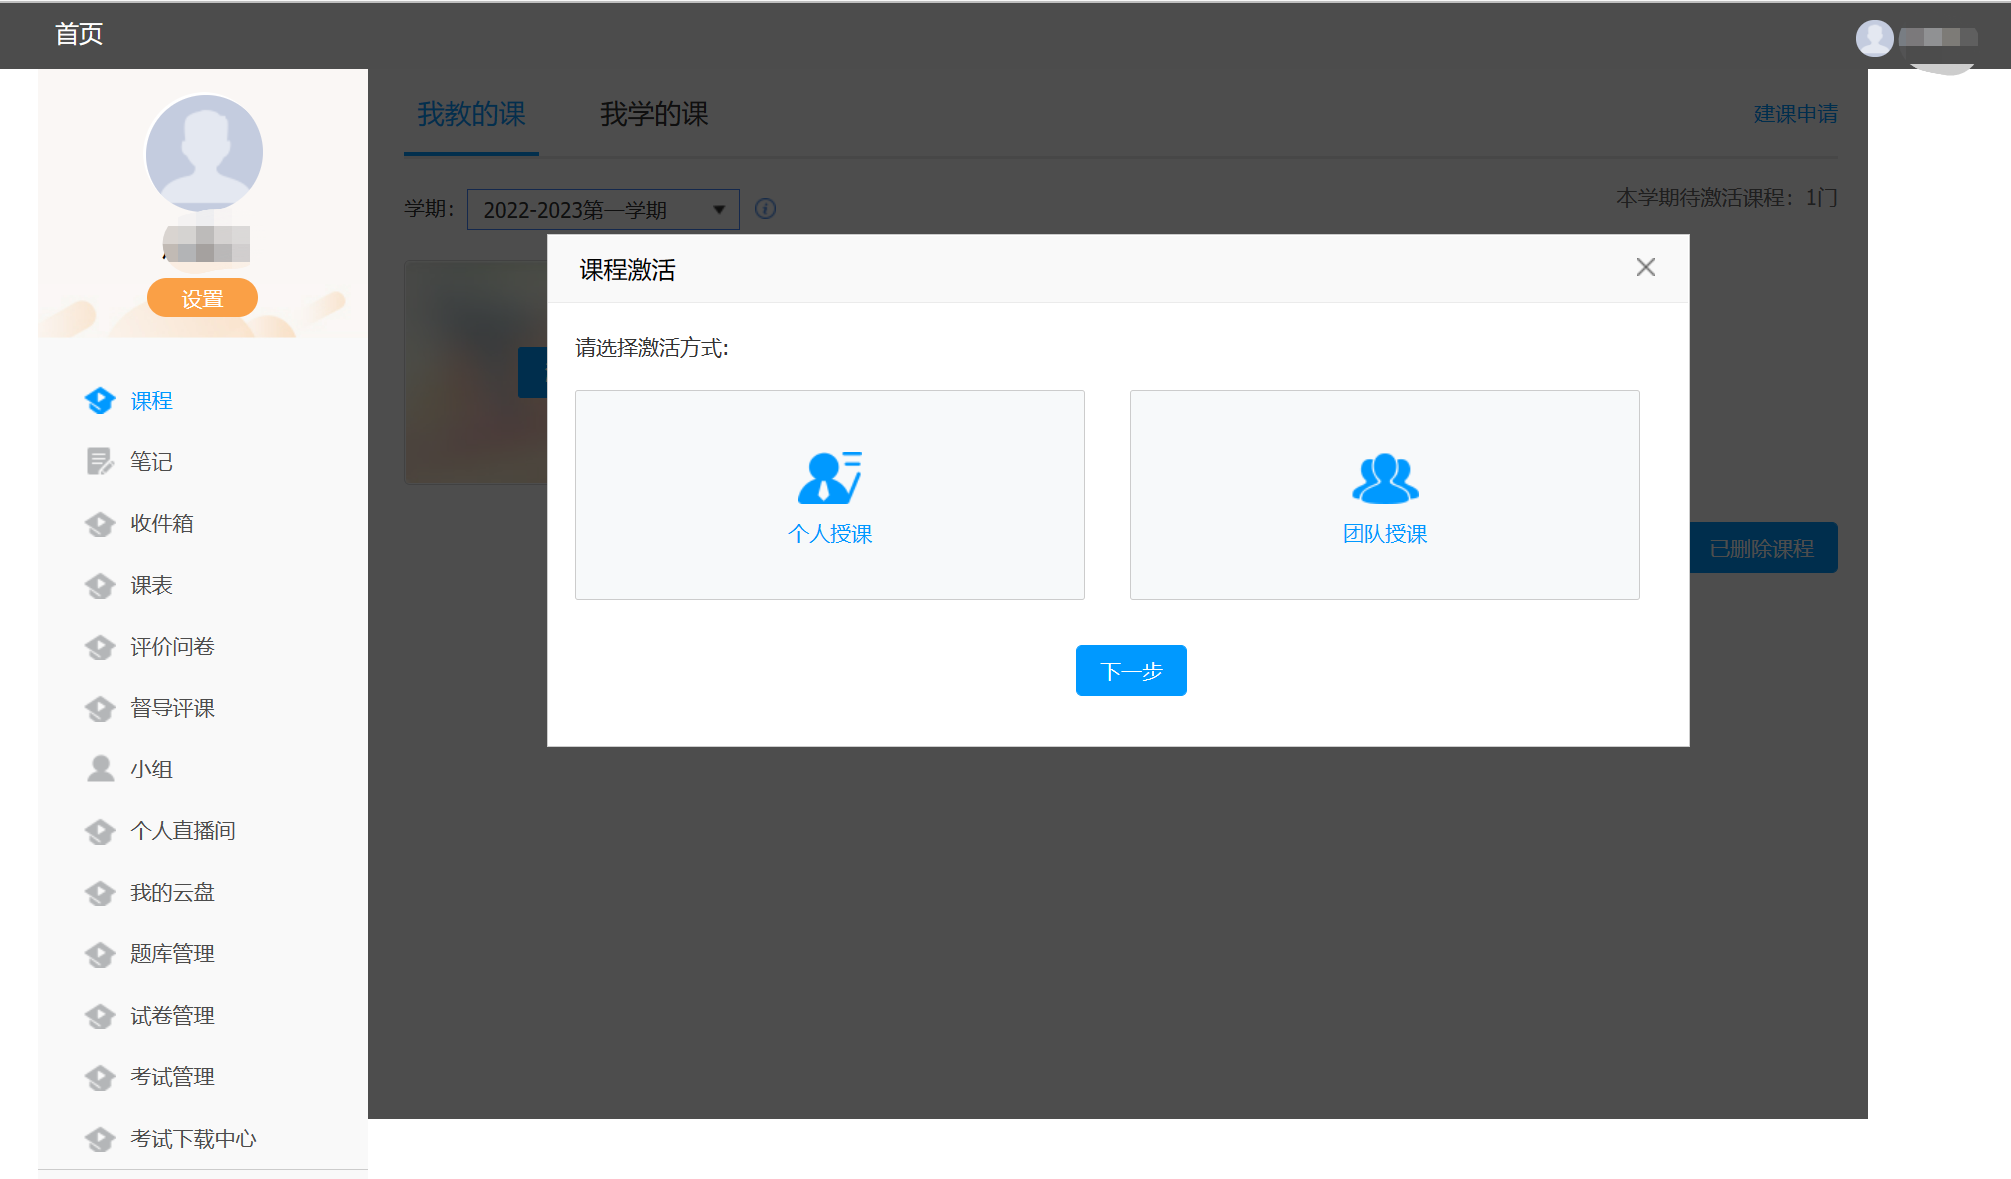 首页
我教的课
我学的课
建课申请
学期：
2022-2023第一学期
本学期待激活课程：1门
设置
课程激活
请选择激活方式:
个人授课
团队授课
下一步
已删除课程
课程
笔记
收件箱
课表
评价问卷
督导评课
小组
个人直播间
我的云盘
题库管理
试卷管理
考试管理
考试下载中心